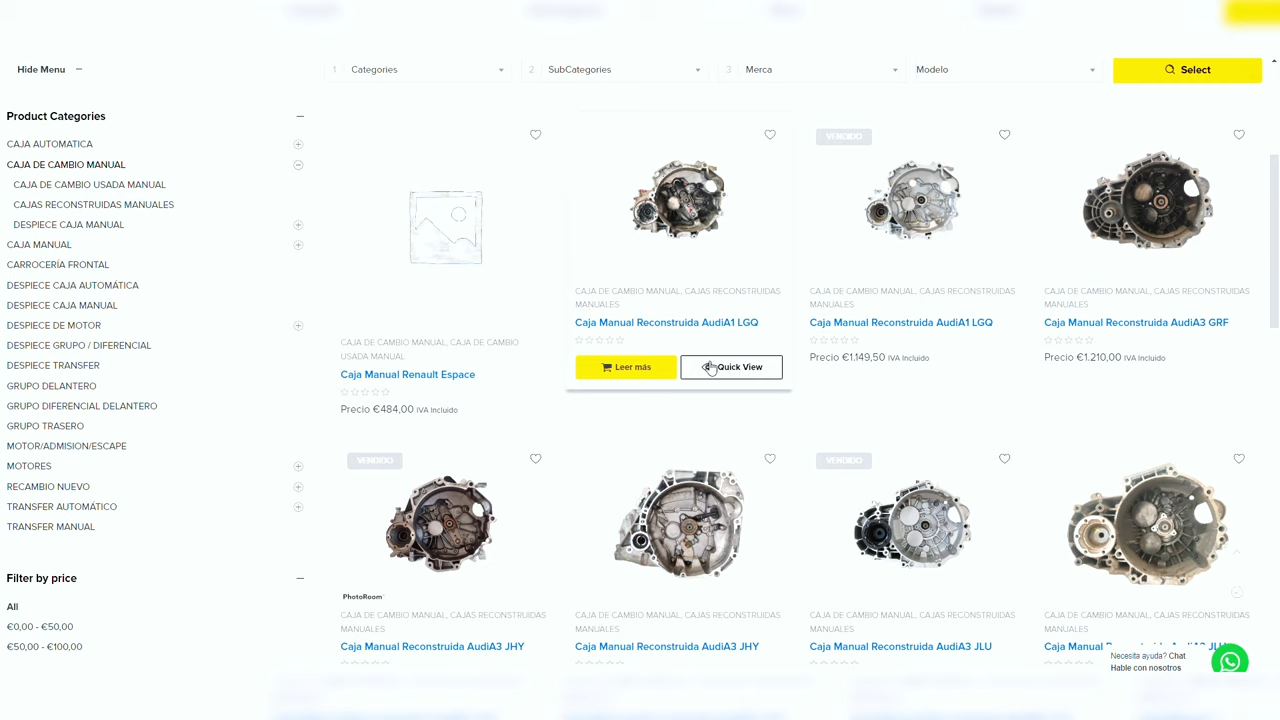 Hide Menu
1 Categories
2 SubCategories
3 Merca
Modelo
Select
Product Categories
CAJA AUTOMATICA
CAJA DE CAMBIO MANUAL
CAJA DE CAMBIO USADA MANUAL
CAJAS RECONSTRUIDAS MANUALES
DESPIECE CAJA MANUAL
CAJA MANUAL
CARROCERÍA FRONTAL
DESPIECE CAJA AUTOMÁTICA
DESPIECE CAJA MANUAL
DESPIECE DE MOTOR
DESPIECE GRUPO / DIFERENCIAL
DESPIECE TRANSFER
GRUPO DELANTERO
GRUPO DIFERENCIAL DELANTERO
GRUPO TRASERO
MOTOR/ADMISION/ESCAPE
MOTORES
RECAMBIO NUEVO
TRANSFER AUTOMÁTICO
TRANSFER MANUAL
Filter by price
All
€0,00 - €50,00
€50,00 - €100,00
CAJA DE CAMBIO MANUAL, CAJA DE CAMBIO
USADA MANUAL
Caja Manual Renault Espace
Precio €484,00 IVA Incluido
CAJA DE CAMBIO MANUAL, CAJAS RECONSTRUIDAS
MANUALES
Caja Manual Reconstruida AudiA1 LGQ
Leer más
Quick View
VENDIDO
CAJA DE CAMBIO MANUAL, CAJAS RECONSTRUIDAS
MANUALES
Caja Manual Reconstruida AudiA1 LGQ
Precio €1.149,50 IVA Incluido
CAJA DE CAMBIO MANUAL, CAJAS RECONSTRUIDAS
MANUALES
Caja Manual Reconstruida AudiA3 GRF
Precio €1.210,00 IVA Incluido
VENDIDO
PhotoRoom
CAJA DE CAMBIO MANUAL, CAJAS RECONSTRUIDAS
MANUALES
Caja Manual Reconstruida AudiA3 JHY
CAJA DE CAMBIO MANUAL, CAJAS RECONSTRUIDAS
MANUALES
Caja Manual Reconstruida AudiA3 JHY
VENDIDO
CAJA DE CAMBIO MANUAL, CAJAS RECONSTRUIDAS
MANUALES
Caja Manual Reconstruida AudiA3 JLU
CAJA DE CAMBIO MANUAL, CAJAS RECONSTRUIDAS
MANUALES
Caja Manual Reconstruida AudiA3
Necesita ayuda? Chat
Hable con nosotros